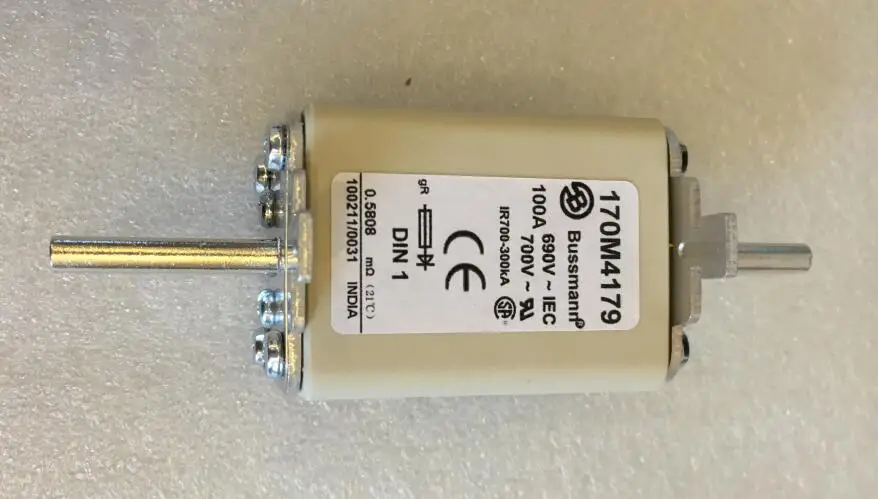 170M4179
Bussmann®
100A 690V ~ IEC
700V ~
IR700-300kA
CE
DIN 1
gR
0.5808 mΩ (21℃)
100211/0031 INDIA